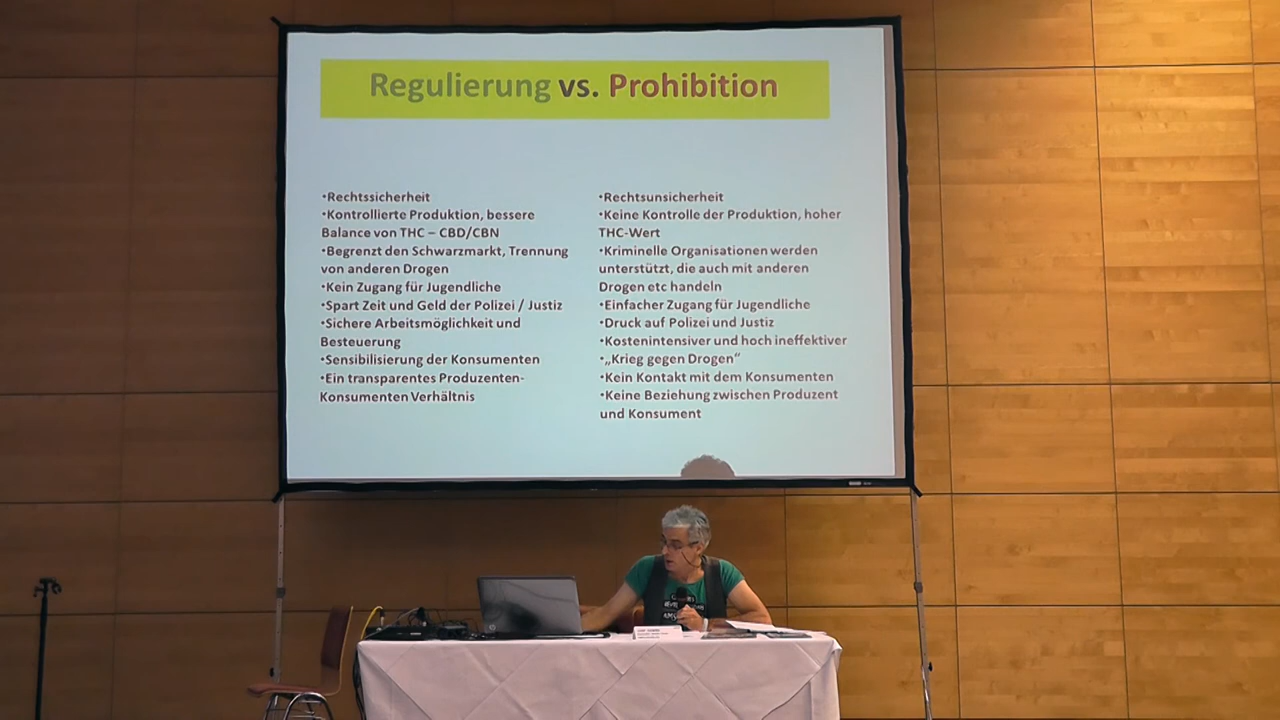 Regulierung vs. Prohibition
•Rechtssicherheit
•Kontrollierte Produktion, bessere
Balance von THC – CBD/CBN
•Begrenzt den Schwarzmarkt, Trennung
von anderen Drogen
•Kein Zugang für Jugendliche
•Spart Zeit und Geld der Polizei / Justiz
•Sichere Arbeitsmöglichkeit und
Besteuerung
•Sensibilisierung der Konsumenten
•Ein transparentes Produzenten-
Konsumenten Verhältnis
•Rechtsunsicherheit
•Keine Kontrolle der Produktion, hoher
THC-Wert
•Kriminelle Organisationen werden
unterstützt, die auch mit anderen
Drogen etc handeln
•Einfacher Zugang für Jugendliche
•Druck auf Polizei und Justiz
•Kostenintensiver und hoch ineffektiver
•„Krieg gegen Drogen“
•Kein Kontakt mit dem Konsumenten
•Keine Beziehung zwischen Produzent
und Konsument